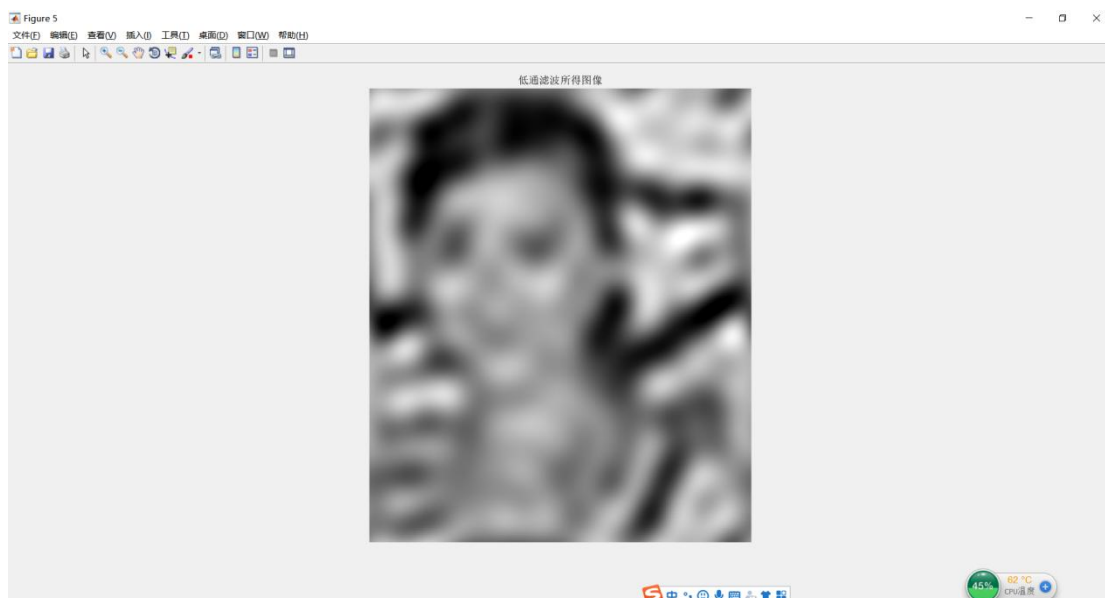 Figure 5
文件(F) 编辑(E) 查看(V) 插入(I) 工具(T) 桌面(D) 窗口(W) 帮助(H)
低通滤波所得图像
45%
62 °C
CPU温度
中